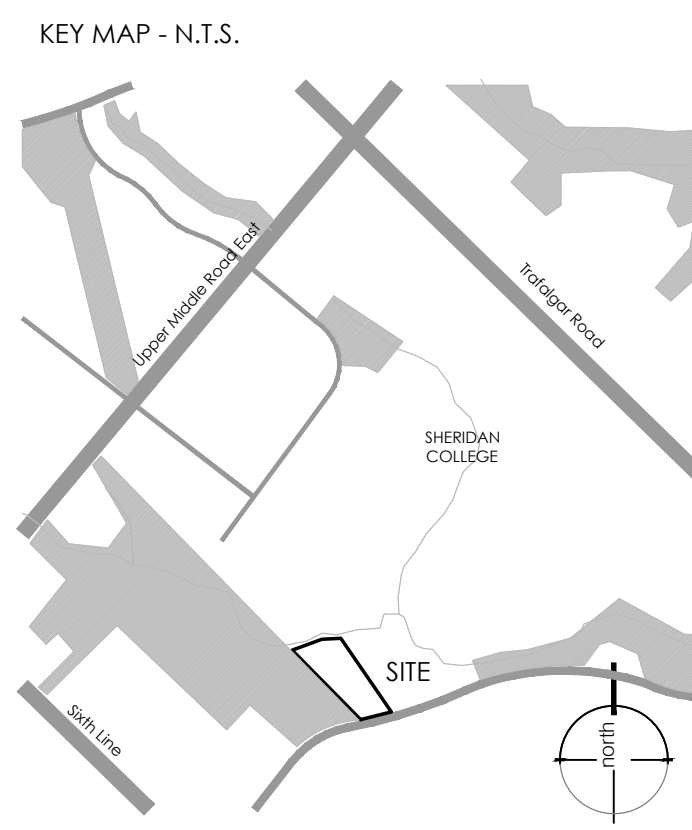 KEY MAP - N.T.S.
Upper Middle Road East
Trafalgar Road
SHERIDAN
COLLEGE
SITE
Sixth Line
north